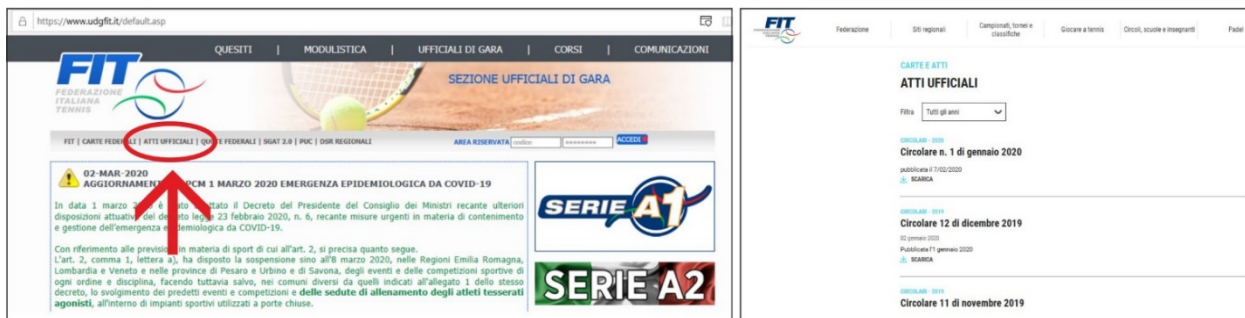 https://www.udgfit.it/default.asp
QUESITI | MODULISTICA | UFFICIALI DI GARA | CORSI | COMUNICAZIONI
FIT
FEDERAZIONE
ITALIANA
TENNIS
SEZIONE UFFICIALI DI GARA
FIT | CARTE FEDERALI | ATTI UFFICIALI | QUOTE FEDERALI | SGAT 2.0 | PUC | DSR REGIONALI
AREA RISERVATA codice ACCEDI
02-MAR-2020
DPCM 1 MARZO 2020 EMERGENZA EPIDEMIOLOGICA DA COVID-19
In data 1 marzo del Presidente del Consiglio dei Ministri recante ulteriori
disposizioni attuative del decreto legge 23 febbraio 2020, n. 6, recante misure urgenti in materia di contenimento
e gestione dell'emergenza epidemiologica da COVID-19.
Con riferimento alle previsioni in materia di sport di cui all'art. 2, si precisa quanto segue.
L'art. 2, comma 1, lettera a), ha disposto la sospensione sino all'8 marzo 2020, nelle Regioni Emilia Romagna,
Lombardia e Veneto e nelle province di Pesaro e Urbino e di Savona, degli eventi e delle competizioni sportive di
ogni ordine e disciplina, facendo tuttavia salvo, nei comuni diversi da quelli indicati all'allegato 1 dello stesso
decreto, lo svolgimento dei predetti eventi e competizioni e delle sedute di allenamento degli atleti tesserati
agonisti, all'interno di impianti sportivi utilizzati a porte chiuse.
SERIE A1
SERIE A2
FIT
Federazione
Siti regionali
Campionati, tornei e
classifiche
Giocare a tennis
Circoli, scuole e insegnanti
Padel
CARTE E ATTI
ATTI UFFICIALI
Filtra Tutti gli anni
CIRCOLARI - 2020
Circolare n. 1 di gennaio 2020
pubblicata il 7/02/2020
SCARICA
CIRCOLARI - 2019
Circolare 12 di dicembre 2019
02 gennaio 2020
Pubblicata l'1 gennaio 2020
SCARICA
CIRCOLARI - 2019
Circolare 11 di novembre 2019